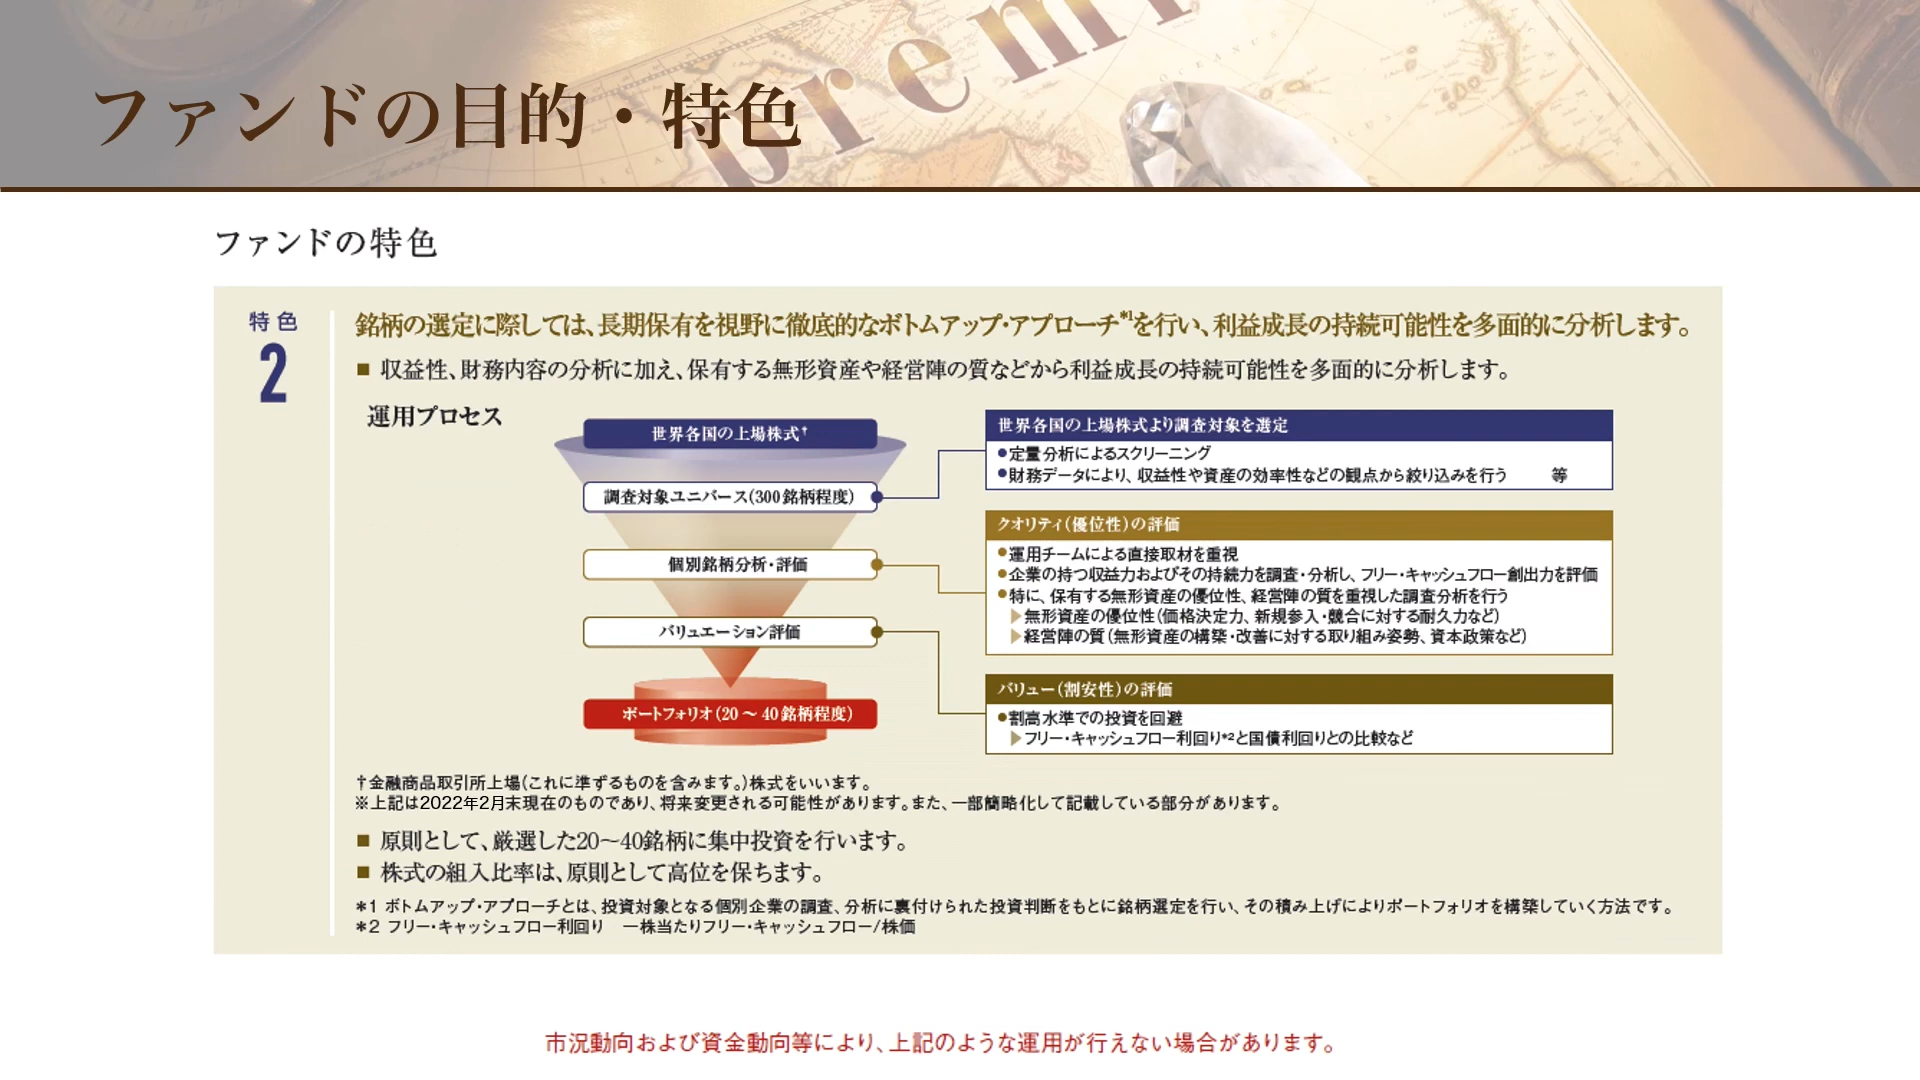 prem
ファンドの目的・特色
ファンドの特色
特色
2
銘柄の選定に際しては、長期保有を視野に徹底的なボトムアップ・アプローチ*1を行い、利益成長の持続可能性を多面的に分析します。
■ 収益性、財務内容の分析に加え、保有する無形資産や経営陣の質などから利益成長の持続可能性を多面的に分析します。
運用プロセス
世界各国の上場株式†
調査対象ユニバース（300銘柄程度）
個別銘柄分析・評価
バリュエーション評価
ポートフォリオ（20 ～ 40銘柄程度）
世界各国の上場株式より調査対象を選定
●定量分析によるスクリーニング
●財務データにより、収益性や資産の効率性などの観点から絞り込みを行う 等
クオリティ（優位性）の評価
●運用チームによる直接取材を重視
●企業の持つ収益力およびその持続力を調査・分析し、フリー・キャッシュフロー創出力を評価
●特に、保有する無形資産の優位性、経営陣の質を重視した調査分析を行う
▶無形資産の優位性（価格決定力、新規参入・競合に対する耐久力など）
▶経営陣の質（無形資産の構築・改善に対する取り組み姿勢、資本政策など）
バリュー（割安性）の評価
●割高水準での投資を回避
▶フリー・キャッシュフロー利回り*2と国債利回りとの比較など
†金融商品取引所上場（これに準ずるものを含みます。）株式をいいます。
※上記は2022年2月末現在のものであり、将来変更される可能性があります。また、一部簡略化して記載している部分があります。
■ 原則として、厳選した20～40銘柄に集中投資を行います。
■ 株式の組入比率は、原則として高位を保ちます。
*1 ボトムアップ・アプローチとは、投資対象となる個別企業の調査、分析に裏付けられた投資判断をもとに銘柄選定を行い、その積み上げによりポートフォリオを構築していく方法です。
*2 フリー・キャッシュフロー利回り 一株当たりフリー・キャッシュフロー/株価
市況動向および資金動向等により、上記のような運用が行えない場合があります。